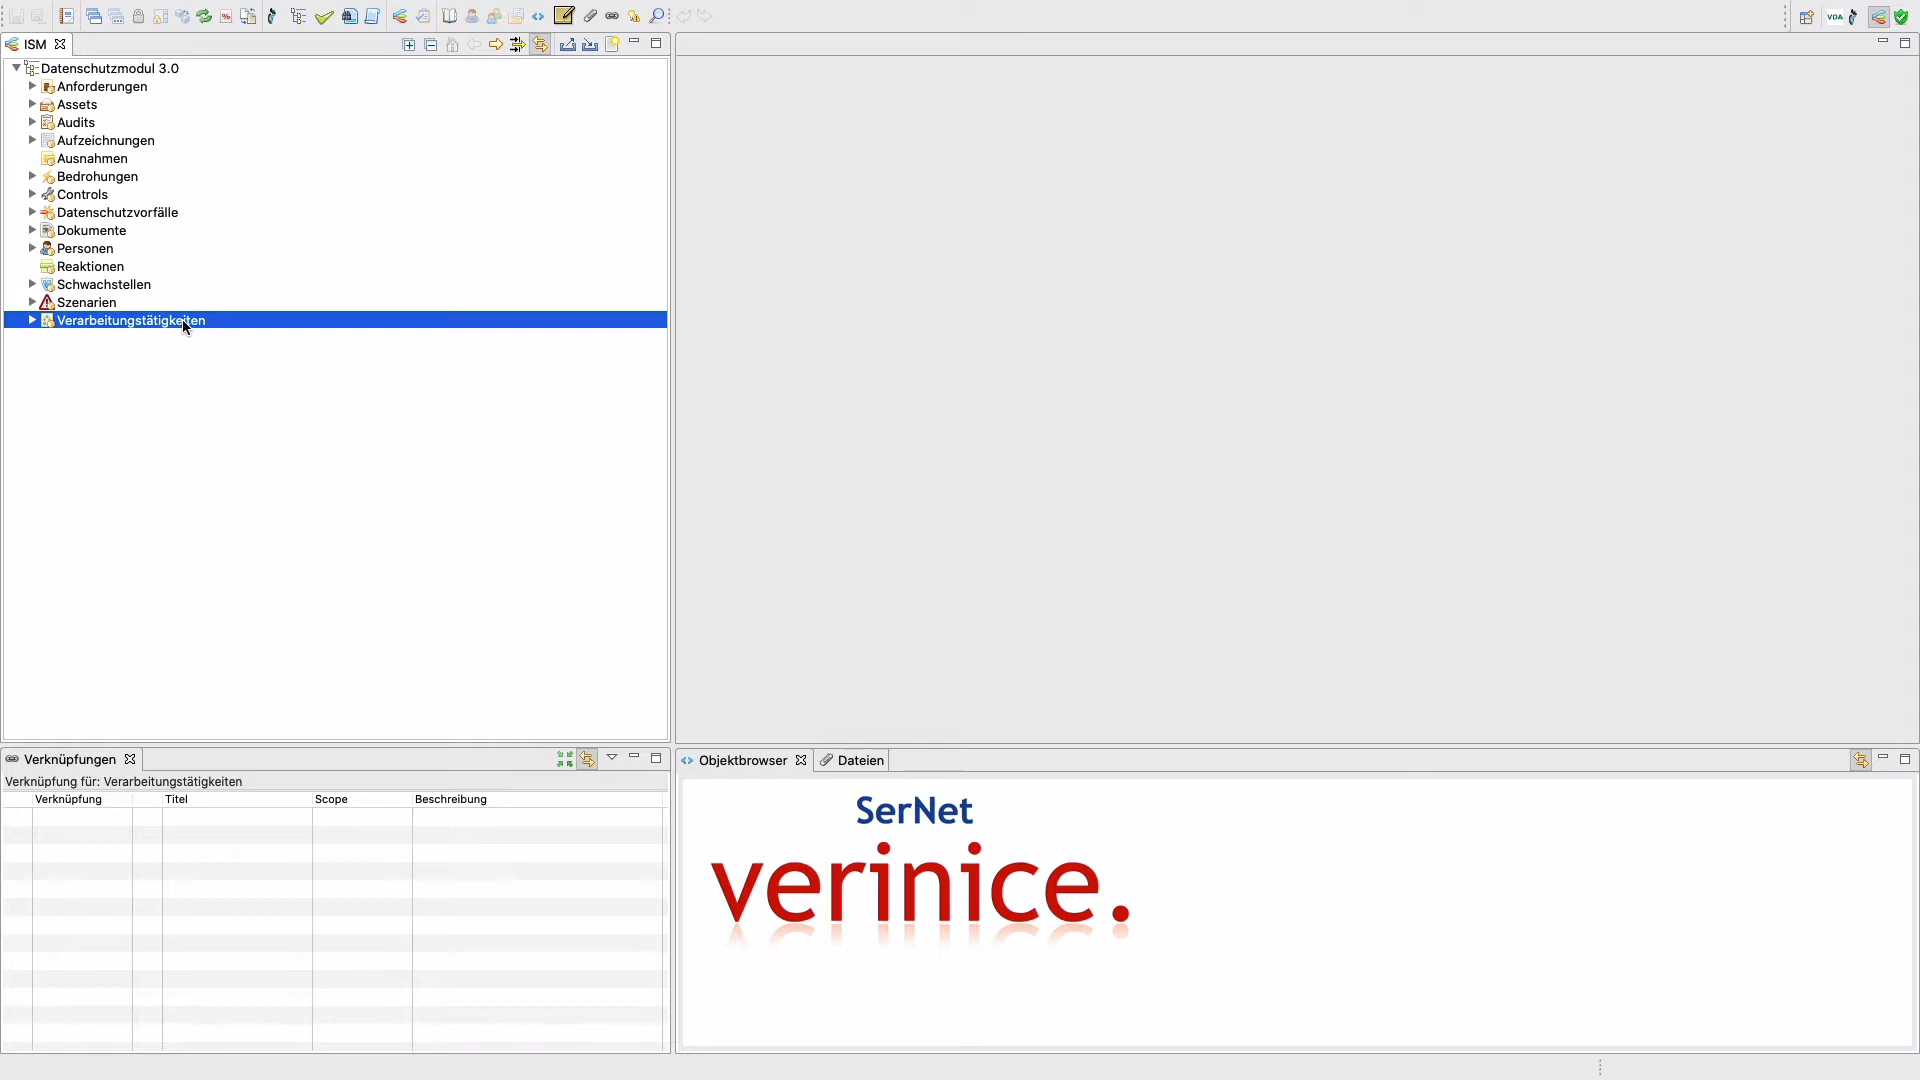 VDA
ISM
Datenschutzmodul 3.0
Anforderungen
Assets
Audits
Aufzeichnungen
Ausnahmen
Bedrohungen
Controls
Datenschutzvorfälle
Dokumente
Personen
Reaktionen
Schwachstellen
Szenarien
Verarbeitungstätigkeiten
Verknüpfungen
Verknüpfung für: Verarbeitungstätigkeiten
Verknüpfung Titel Scope Beschreibung
Objektbrowser Dateien
SerNet
verinice.